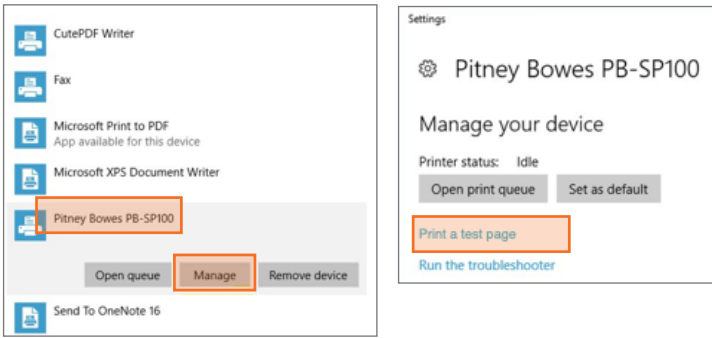 CutePDF Writer
Fax
Microsoft Print to PDF
App available for this device
Microsoft XPS Document Writer
Pitney Bowes PB-SP100
Open queue Manage Remove device
Send To OneNote 16
Settings
Pitney Bowes PB-SP100
Manage your device
Printer status: Idle
Open print queue Set as default
Print a test page
Run the troubleshooter